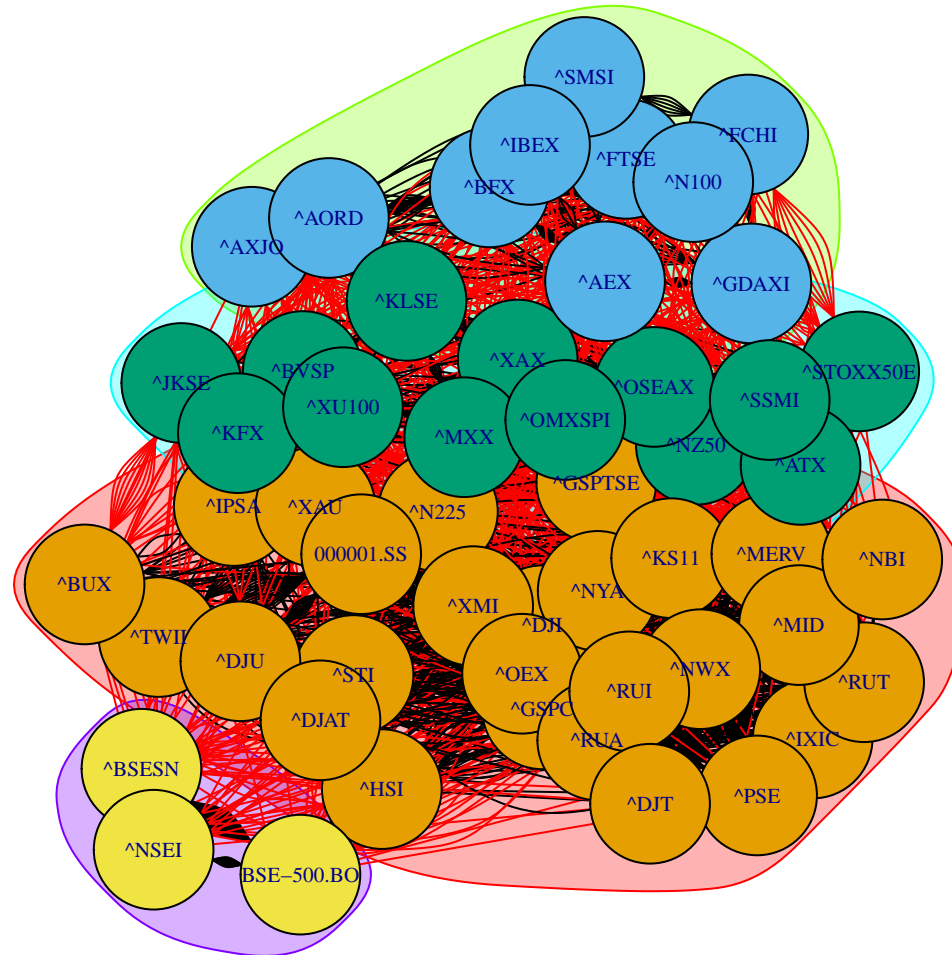 ^SMSI
^FCHI
^IBEX
^FTSE
^N100
^BFX
^AORD
^AXJO
^AEX
^GDAXI
^KLSE
^XAX
^BVSP
^JKSE
^STOXX50E
^OSEAX
^SSMI
^XU100
^OMXSPI
^KFX
^MXX
^NZ50
^ATX
^GSPTSE
^IPSA
^XAU
^N225
000001.SS
^KS11
^MERV
^NBI
^BUX
^NYA
^XMI
^DJI
^MID
^TWII
^DJU
^STI
^OEX
^NWX
^RUI
^RUT
^GSPC
^DJAT
^RUA
^IXIC
^BSESN
^HSI
^DJT
^PSE
^NSEI
BSE−500.BO